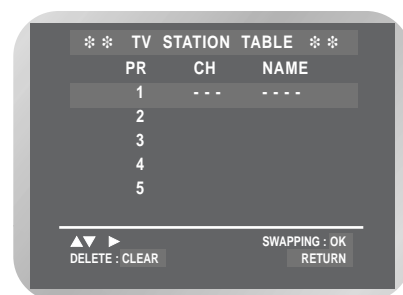 ❇ ❇ TV STATION TABLE ❇ ❇
PR CH NAME
1 - - - - - - -
2
3
4
5
▲▼ ▶ SWAPPING : OK
DELETE : CLEAR RETURN